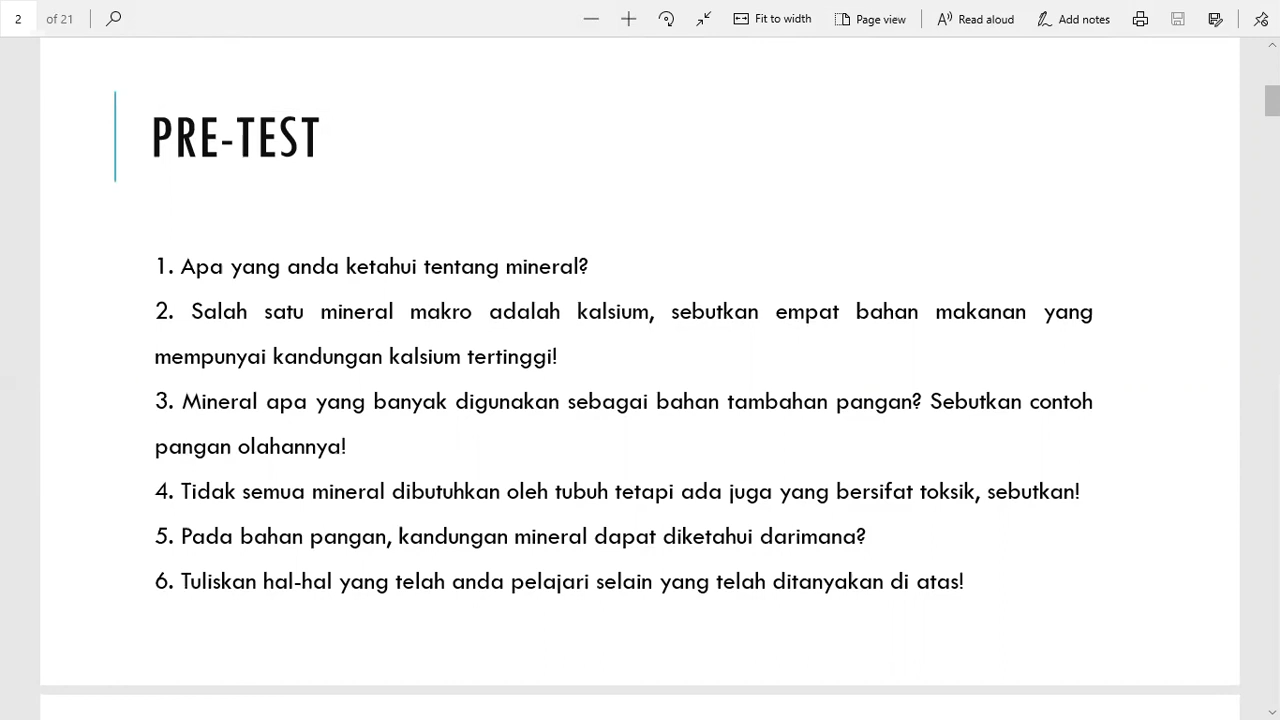 2 of 21 Fit to width Page view Read aloud Add notes
PRE-TEST
1. Apa yang anda ketahui tentang mineral?
2. Salah satu mineral makro adalah kalsium, sebutkan empat bahan makanan yang
mempunyai kandungan kalsium tertinggi!
3. Mineral apa yang banyak digunakan sebagai bahan tambahan pangan? Sebutkan contoh
pangan olahannya!
4. Tidak semua mineral dibutuhkan oleh tubuh tetapi ada juga yang bersifat toksik, sebutkan!
5. Pada bahan pangan, kandungan mineral dapat diketahui darimana?
6. Tuliskan hal-hal yang telah anda pelajari selain yang telah ditanyakan di atas!